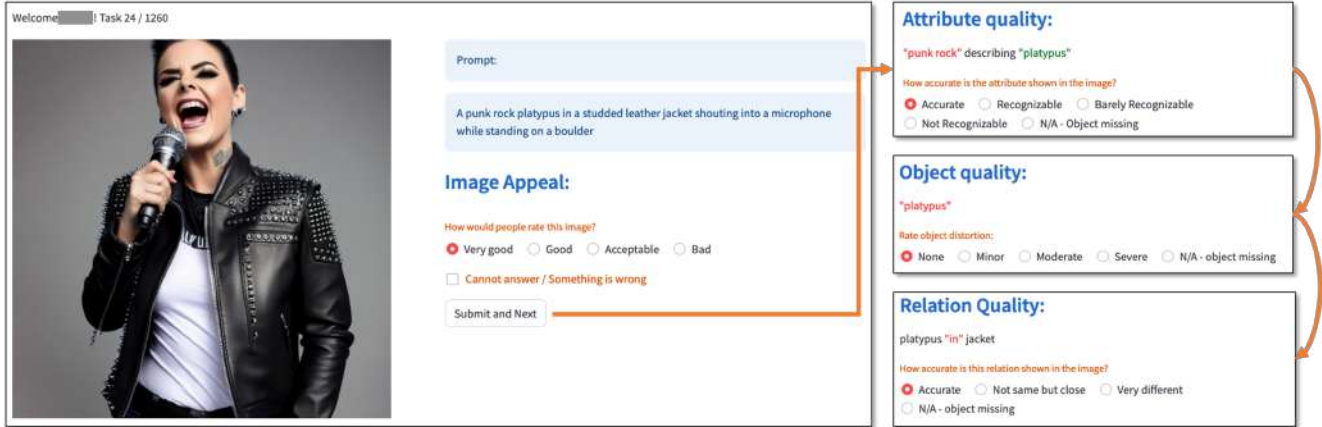 Welcome ! Task 24 / 1260
Prompt:
A punk rock platypus in a studded leather jacket shouting into a microphone
while standing on a boulder
Image Appeal:
How would people rate this image?
Very good Good Acceptable Bad
Cannot answer / Something is wrong
Submit and Next
Attribute quality:
"punk rock" describing "platypus"
How accurate is the attribute shown in the image?
Accurate Recognizable Barely Recognizable
Not Recognizable N/A - Object missing
Object quality:
"platypus"
Rate object distortion:
None Minor Moderate Severe N/A - object missing
Relation Quality:
platypus "in" jacket
How accurate is this relation shown in the image?
Accurate Not same but close Very different
N/A - object missing